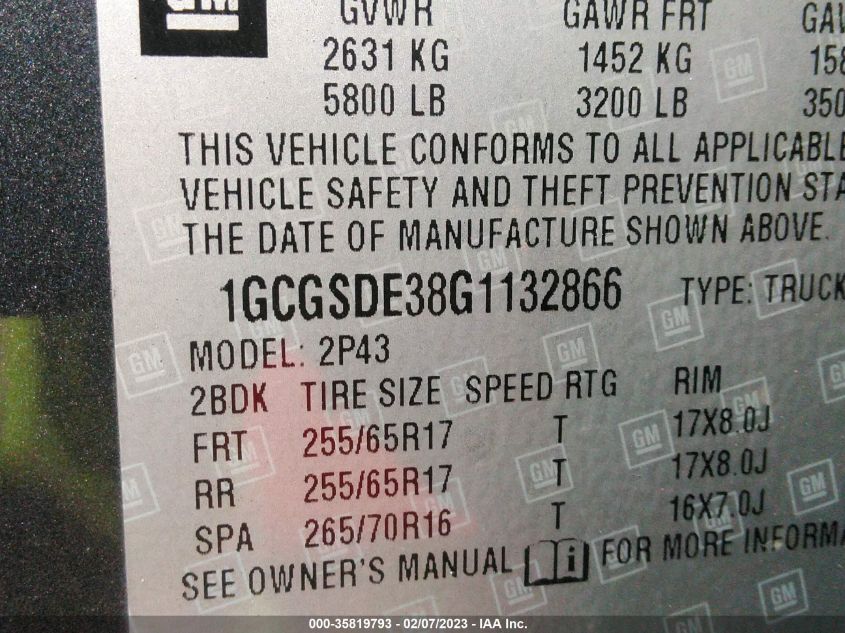 GM
GVWR GAWR FRT
2631 KG 1452 KG
5800 LB 3200 LB
THIS VEHICLE CONFORMS TO ALL APPLICABLE
VEHICLE SAFETY AND THEFT PREVENTION
THE DATE OF MANUFACTURE SHOWN ABOVE.
1GCGSDE38G1132866 TYPE: TRUCK
MODEL: 2P43
2BDK TIRE SIZE SPEED RTG RIM
FRT 255/65R17 T 17X8.0J
RR 255/65R17 T 17X8.0J
SPA 265/70R16 T 16X7.0J
SEE OWNER'S MANUAL i FOR MORE
000-35819793 - 02/07/2023 - IAA Inc.